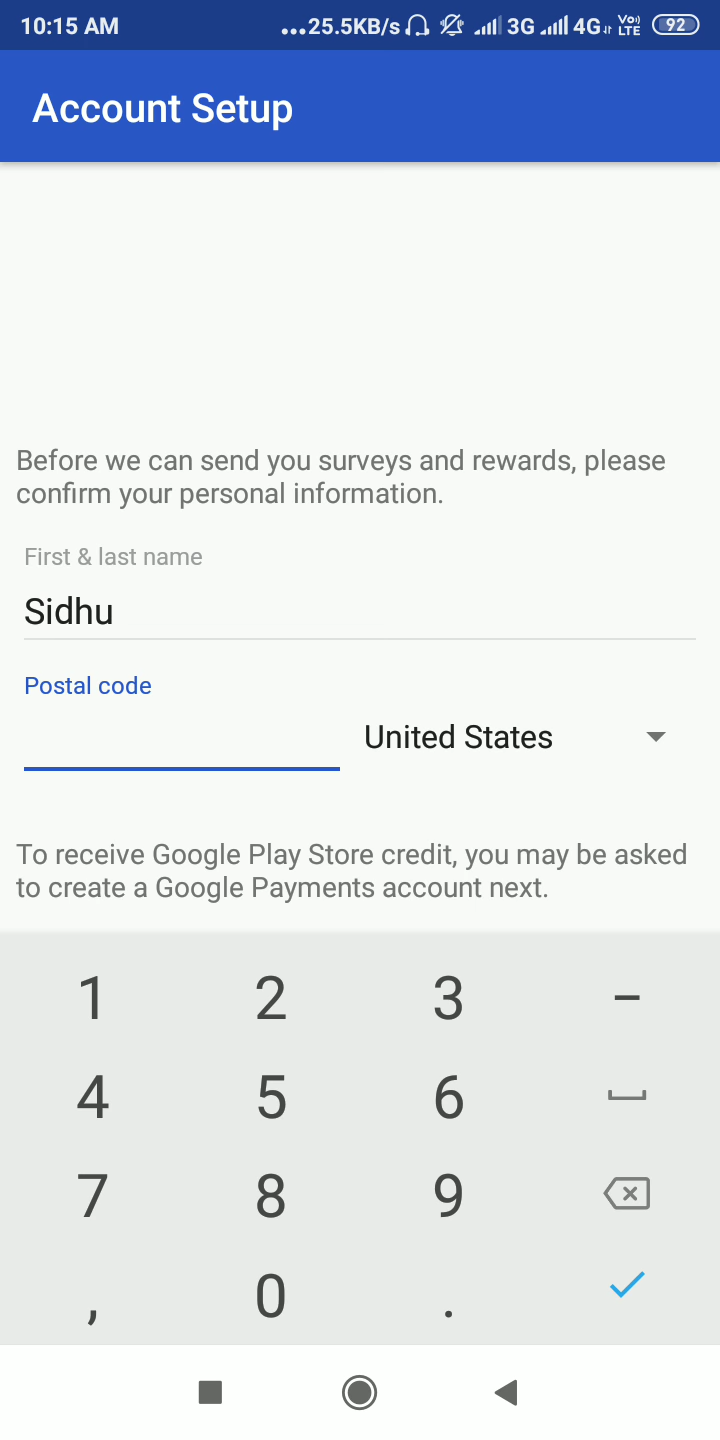 10:15 AM ...25.5KB/s 3G 4G Vo) LTE 92
Account Setup
Before we can send you surveys and rewards, please
confirm your personal information.
First & last name
Sidhu
Postal code
United States
To receive Google Play Store credit, you may be asked
to create a Google Payments account next.
1 2 3 –
4 5 6
7 8 9
, 0 .